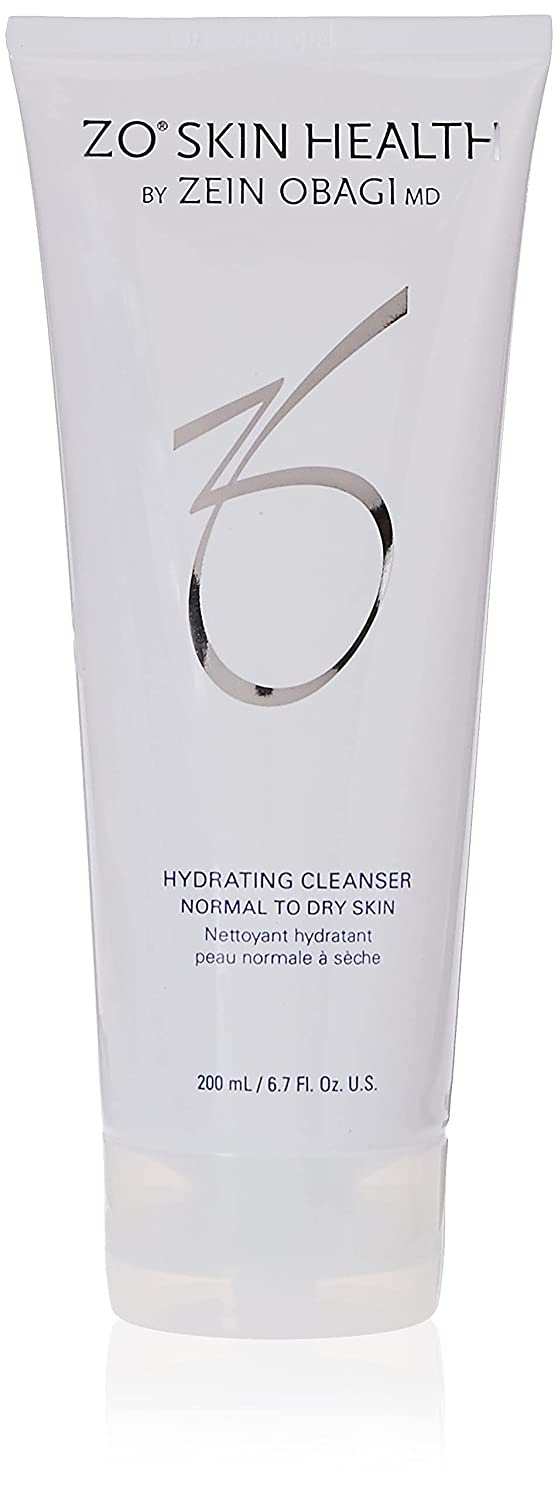 ZO® SKIN HEALTH
BY ZEIN OBAGI MD
HYDRATING CLEANSER
NORMAL TO DRY SKIN
Nettoyant hydratant
peau normale à sèche
200 mL / 6.7 Fl. Oz. U.S.